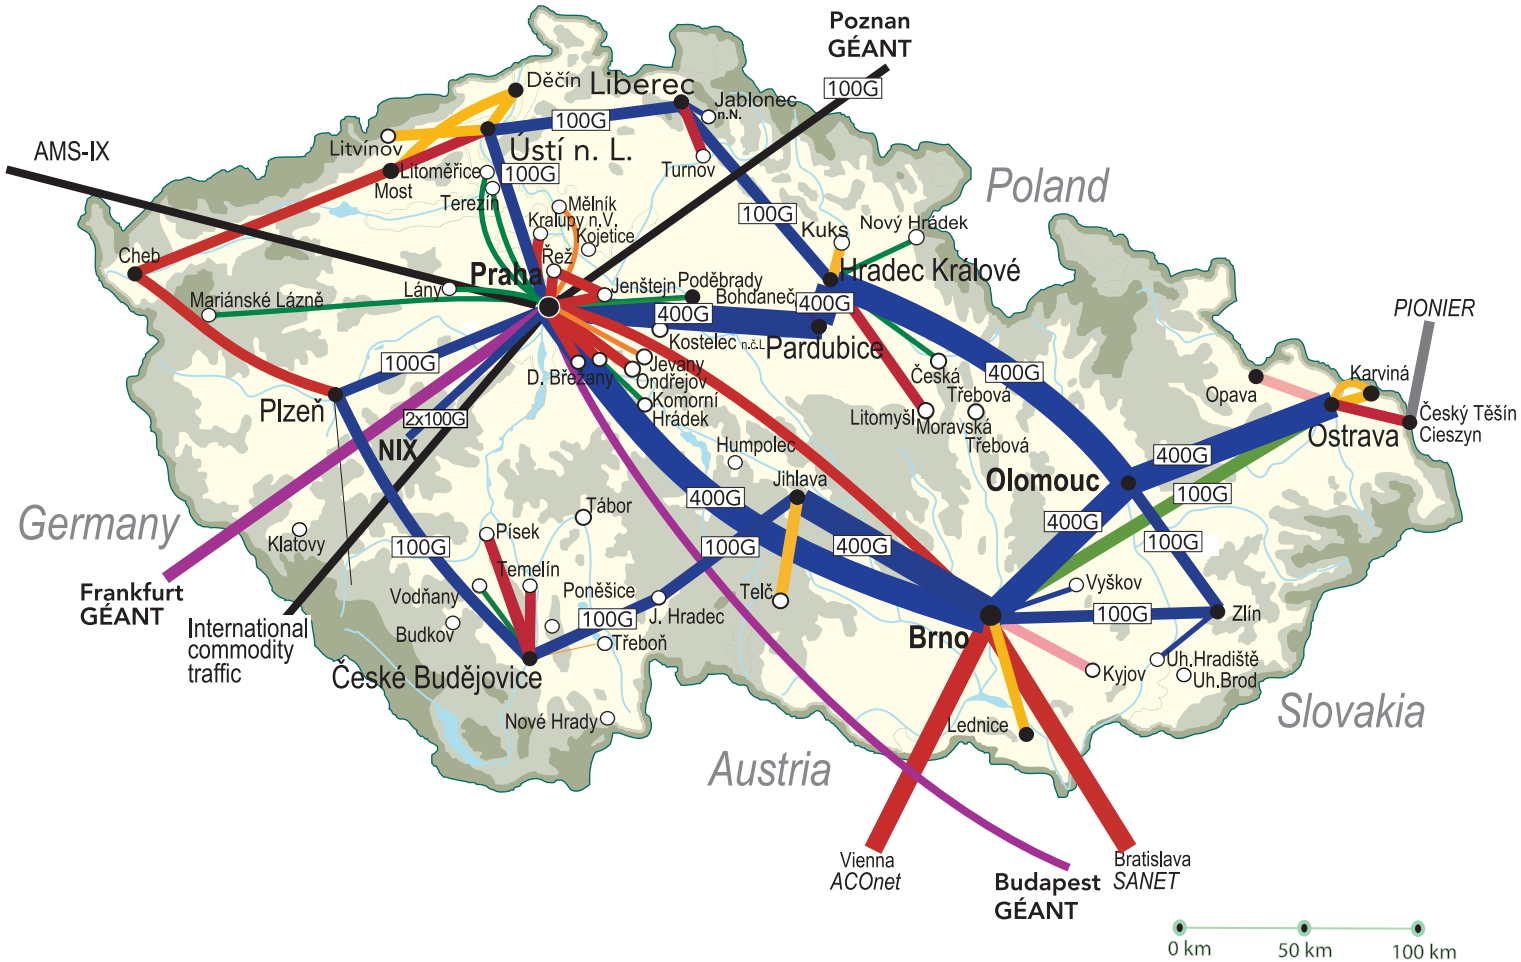 Poznan
GÉANT
100G
Děčín
Liberec
Jablonec
n.N.
100G
AMS-IX
Litvínov
Ústí n. L.
Litoměřice
100G
Most
Turnov
Terezín
Poland
Mělník
Kralupy n.V.
100G
Nový Hrádek
Kuks
Kojetice
Cheb
Řež
Praha
Hradec Králové
Jenštejn
Poděbrady
Lány
Bohdaneč
Mariánské Lázně
400G
400G
PIONIER
Kostelec n.č.L
Pardubice
100G
Jevany
D. Břežany
Ondřejov
Česká
Třebová
400G
Karviná
Opava
Komorní
Hrádek
Plzeň
2x100G
Litomyšl
Moravská
Třebová
Český Těšín
Cieszyn
Ostrava
NIX
Humpolec
400G
Jihlava
Olomouc
100G
400G
Tábor
Germany
400G
Písek
Klatovy
100G
100G
400G
100G
Temelín
Frankfurt
GÉANT
Vodňany
Poněšice
Telč
Vyšković
J. Hradec
100G
100G
Zlín
International
commodity
traffic
Budkov
Třeboň
Brno
Uh.Hradiště
Uh.Brod
České Budějovice
Kyjov
Nové Hrady
Lednice
Slovakia
Austria
Vienna
ACOnet
Bratislava
SANET
Budapest
GÉANT
0 km
50 km
100 km